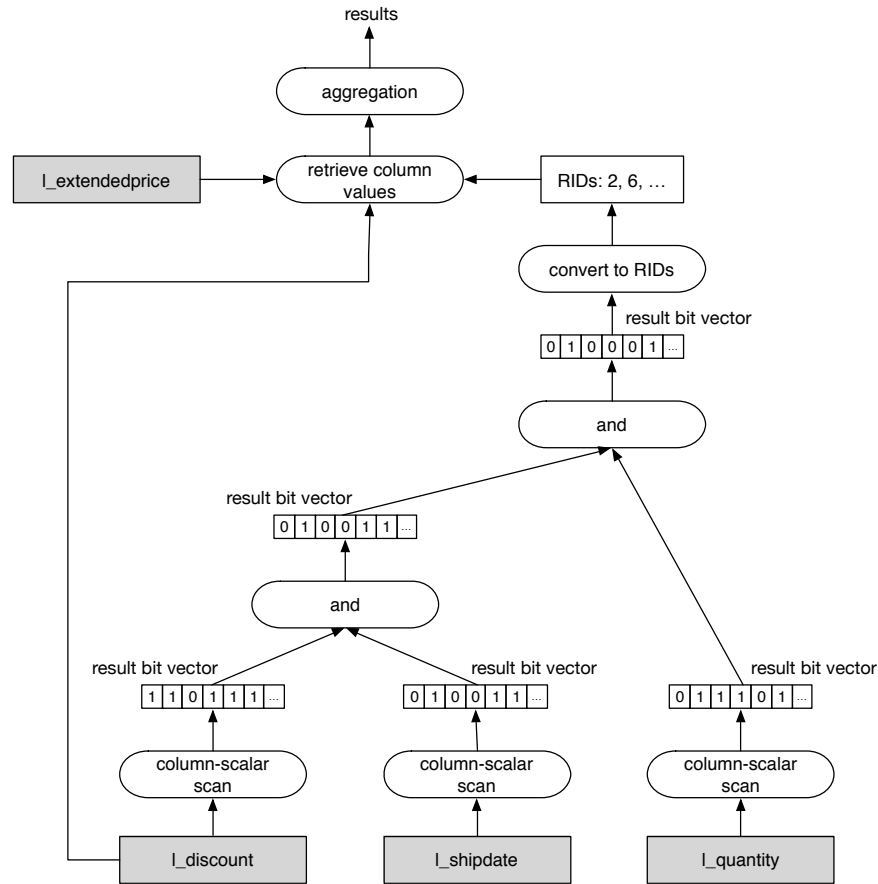 results
aggregation
l_extendedprice
retrieve column
values
RIDs: 2, 6, …
convert to RIDs
result bit vector
0 1 0 0 0 1 ...
and
result bit vector
0 1 0 0 1 1 ...
and
result bit vector
result bit vector
result bit vector
1 1 0 1 1 1 ...
0 1 0 0 1 1 ...
0 1 1 1 0 1 ...
column-scalar
scan
column-scalar
scan
column-scalar
scan
l_discount
l_shipdate
l_quantity